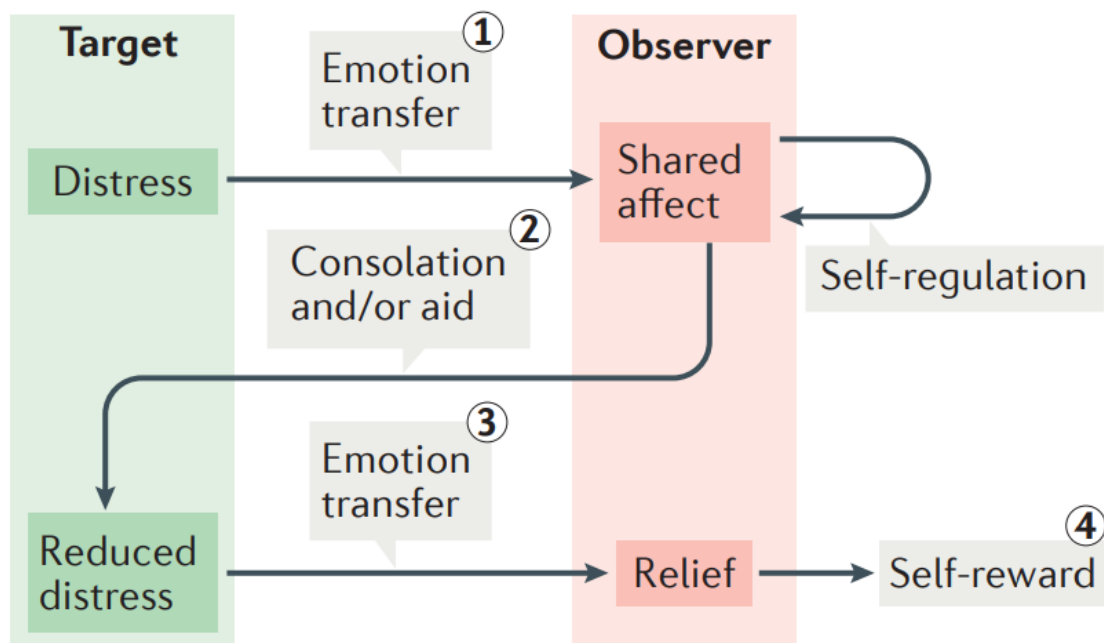 Target
Observer
①
Emotion
transfer
Distress
Shared
affect
②
Consolation
and/or aid
Self-regulation
③
Emotion
transfer
Reduced
distress
Relief
④
Self-reward